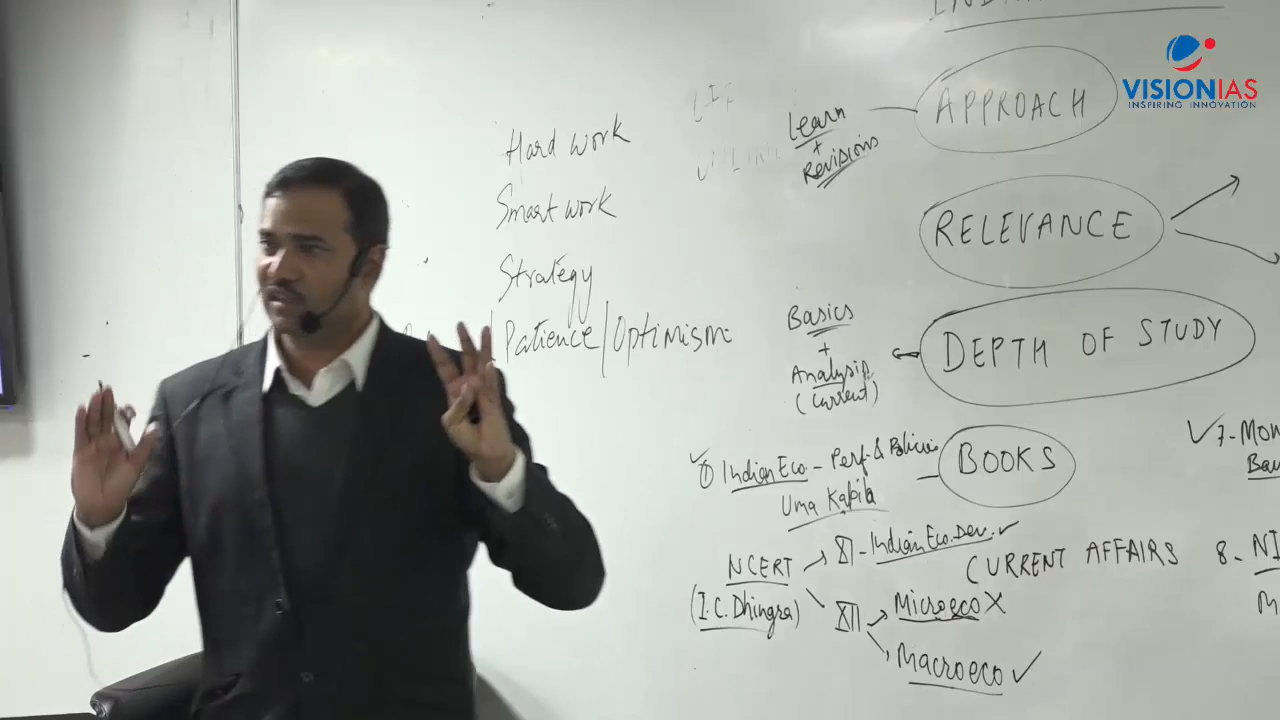 VISIONIAS
INSPIRING INNOVATION
APPROACH
Learn
+
Revisions
Hard work
Smart work
Strategy
Patience/Optimism
RELEVANCE
DEPTH OF STUDY
Basics
+
Analysis
(Current)
BOOKS
Indian Eco - Perf & Policies
Uma Kapila
NCERT
(I.C. Dhingra)
XI - Indian Eco. Dev. ✓
XII
Microeco X
Macroeco ✓
CURRENT AFFAIRS
✓ 7-
8-